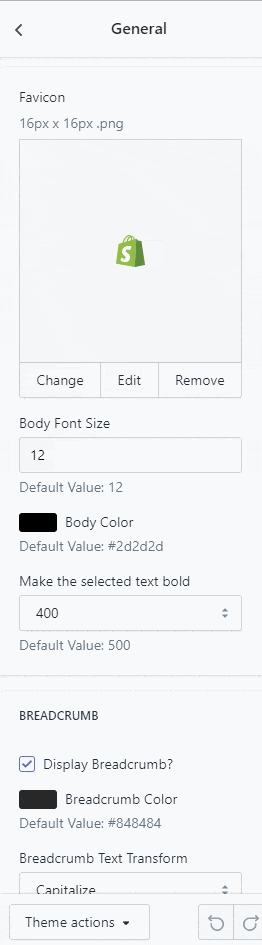 General
Favicon
16px x 16px .png
Change Edit Remove
Body Font Size
12
Default Value: 12
Body Color
Default Value: #2d2d2d
Make the selected text bold
400
Default Value: 500
BREADCRUMB
Display Breadcrumb?
Breadcrumb Color
Default Value: #848484
Breadcrumb Text Transform
Capitalize
Theme actions